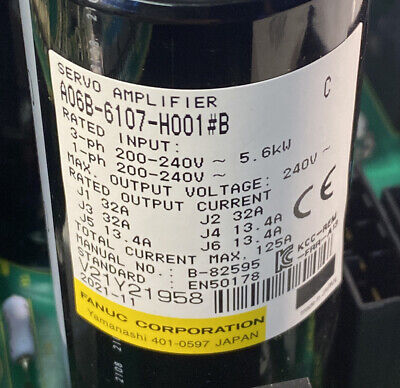 SERVO AMPLIFIER C
A06B-6107-H001#B
RATED INPUT:
3-ph 200-240V ~ 5.6kW
1-ph 200-240V ~
MAX. OUTPUT VOLTAGE: 240V ~
RATED OUTPUT CURRENT
J1 32A J2 32A
J3 32A J4 13.4A
J5 13.4A J6 13.4A
TOTAL CURRENT MAX. 125A
MANUAL NO.: B-82595
STANDARD : EN50178
V21Y21958
2021-11
FANUC CORPORATION
Yamanashi 401-0597 JAPAN
CE